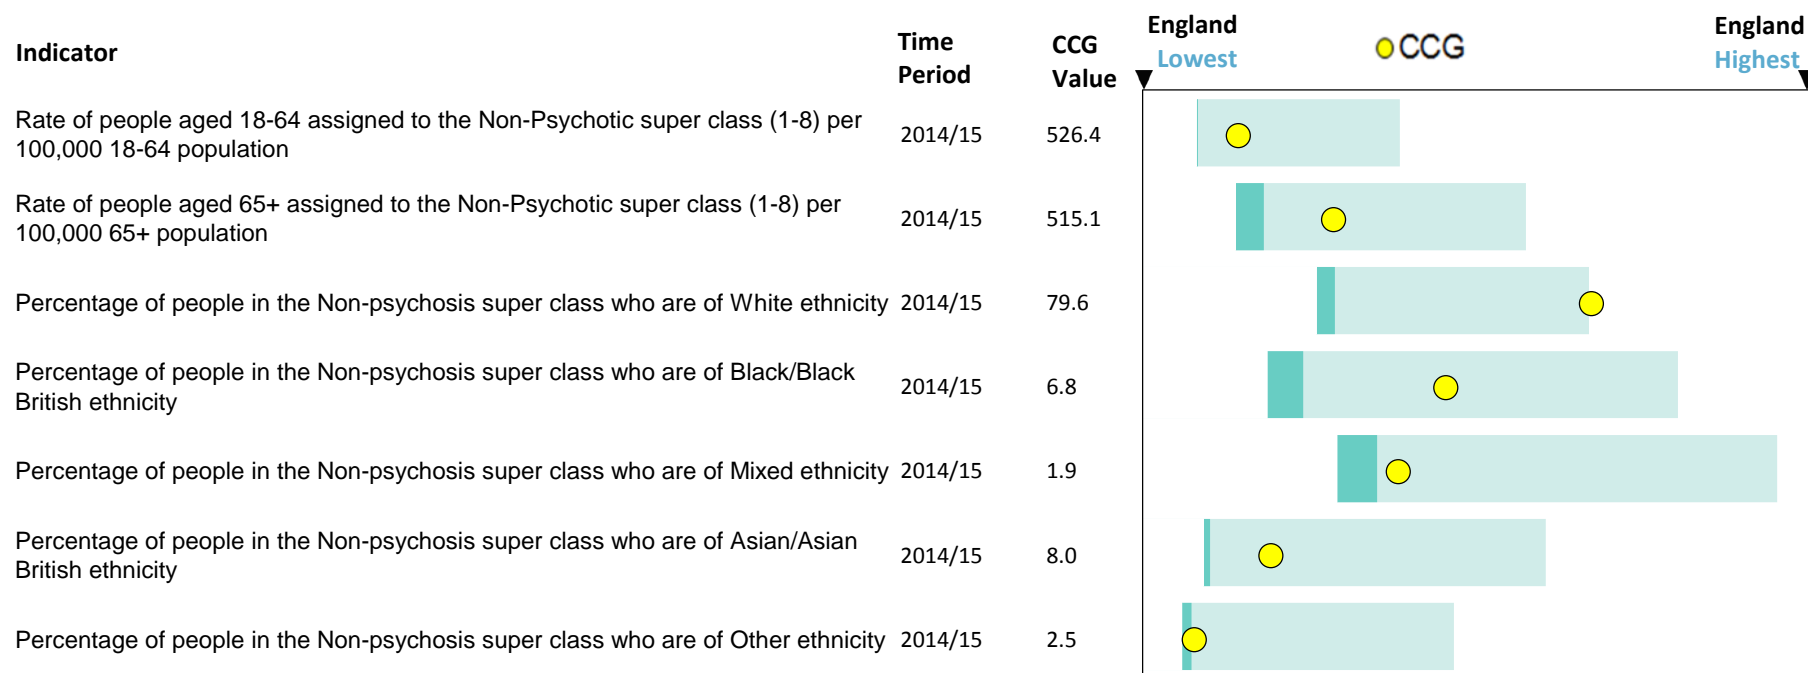 Indicator
Time
Period
CCG
Value
England
Lowest
CCG
England
Highest
Rate of people aged 18-64 assigned to the Non-Psychotic super class (1-8) per
100,000 18-64 population
2014/15
526.4
Rate of people aged 65+ assigned to the Non-Psychotic super class (1-8) per
100,000 65+ population
2014/15
515.1
Percentage of people in the Non-psychosis super class who are of White ethnicity
2014/15
79.6
Percentage of people in the Non-psychosis super class who are of Black/Black
British ethnicity
2014/15
6.8
Percentage of people in the Non-psychosis super class who are of Mixed ethnicity
2014/15
1.9
Percentage of people in the Non-psychosis super class who are of Asian/Asian
British ethnicity
2014/15
8.0
Percentage of people in the Non-psychosis super class who are of Other ethnicity
2014/15
2.5